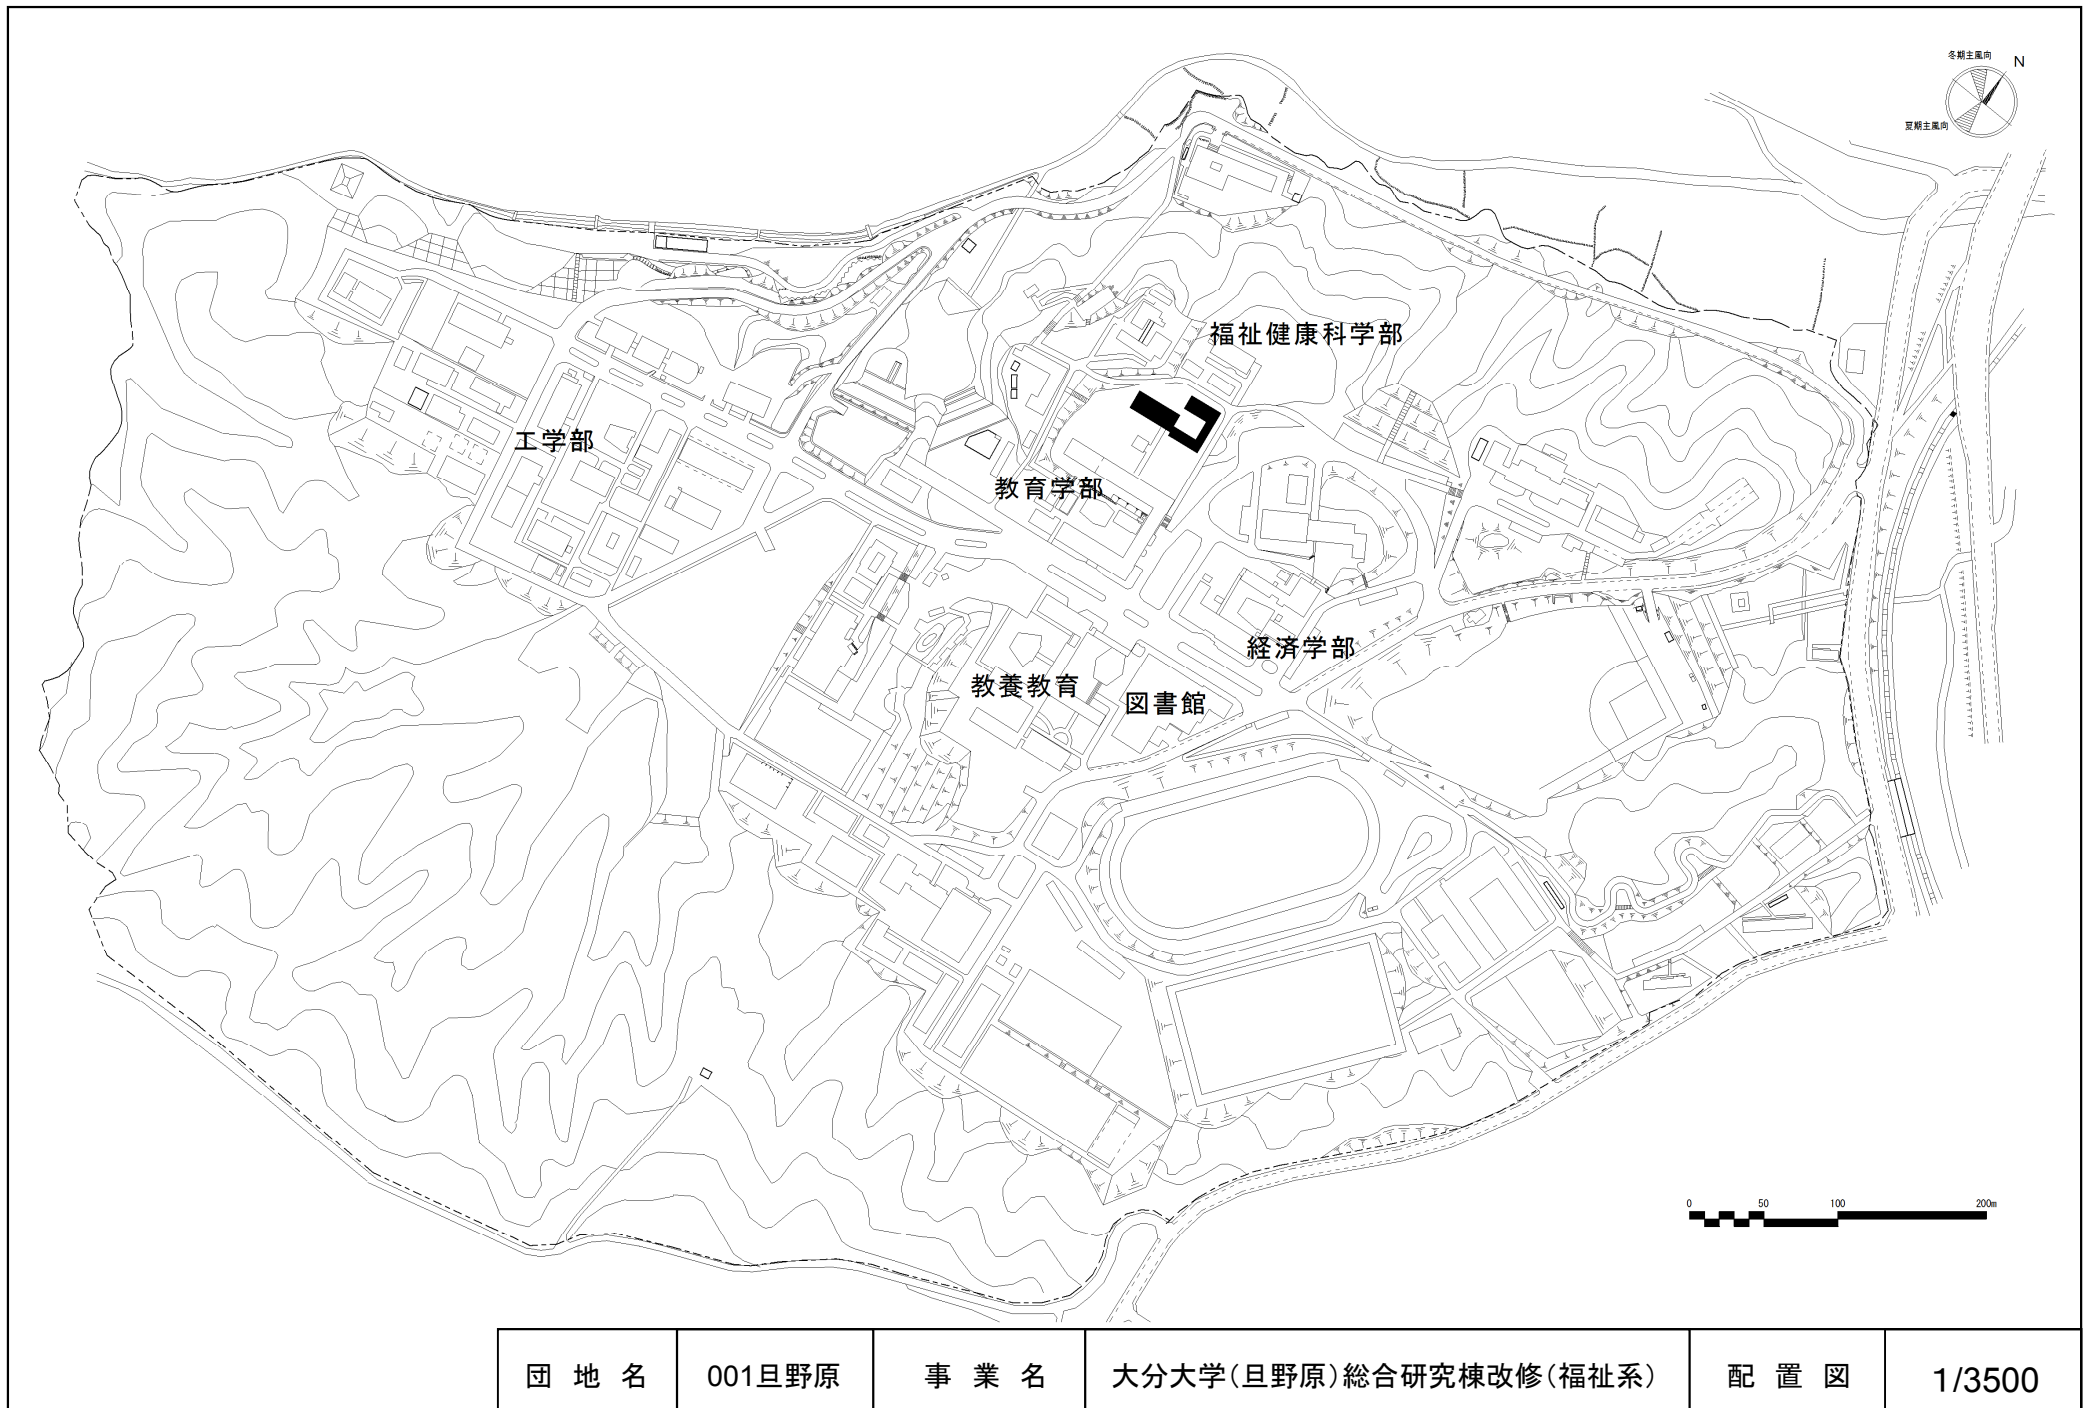 冬期主風向
N
夏期主風向
福祉健康科学部
工学部
教育学部
経済学部
教養教育
図書館
0 50 100 200m
団地名 001旦野原 事業名 大分大学(旦野原)総合研究棟改修(福祉系) 配置図 1/3500